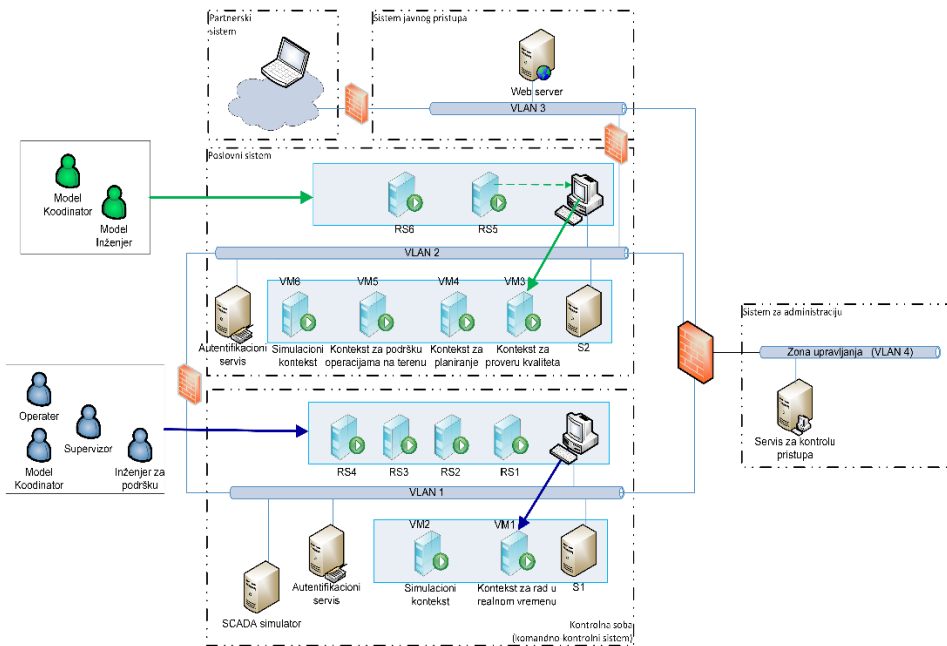 Partnerski
sistem
Sistem javnog pristupa
Web server
VLAN 3
Poslovni sistem
Model
Koodinator
Model
Inženjer
RS6
RS5
VLAN 2
VM6
VM5
VM4
VM3
Autentifikacioni
servis
Simulacioni
kontekst
Kontekst za podršku
operacijama na terenu
Kontekst za
planiranje
Kontekst za
proveru kvaliteta
S2
Sistem za administraciju
Zona upravljanja (VLAN 4)
Servis za kontrolu
pristupa
Operater
Supervizor
Model
Koodinator
Inženjer za
podršku
RS4
RS3
RS2
RS1
VLAN 1
VM2
VM1
SCADA simulator
Autentifikacioni
servis
Simulacioni
kontekst
Kontekst za rad u
realnom vremenu
S1
Kontrolna soba
(komandno kontrolni sistem)